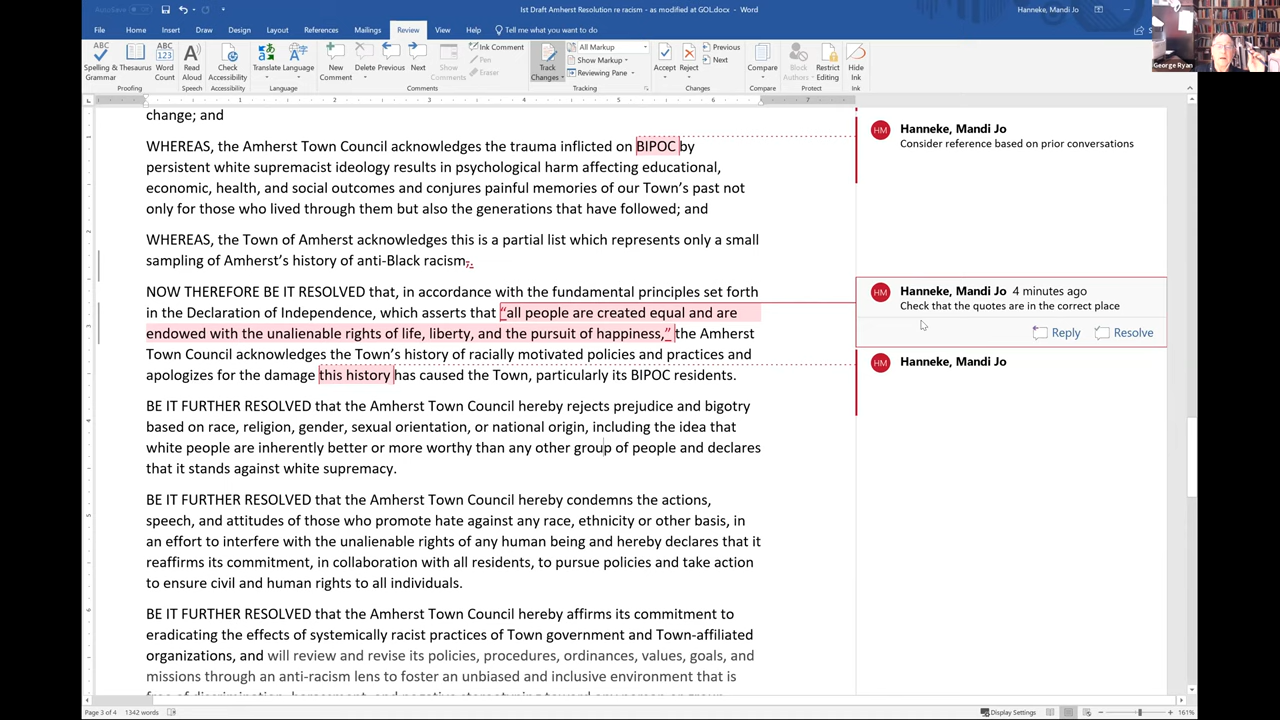 AutoSave
Ist Draft Amherst Resolution re racism - as modified at GOL.docx - Word
Hanneke, Mandi Jo
File Home Insert Draw Design Layout References Mailings Review View Help Tell me what you want to do
Spelling & Grammar
Thesaurus
Word Count
Read Aloud
Check Accessibility
Translate
Language
New Comment
Delete
Previous
Next
Show Comments
Ink Comment
Pen
Eraser
Track Changes
All Markup
Show Markup
Reviewing Pane
Accept
Reject
Previous
Next
Compare
Block Authors
Restrict Editing
Hide Ink
Proofing Speech Accessibility Language Comments Tracking Changes Compare Protect Ink
George Ryan
change; and
WHEREAS, the Amherst Town Council acknowledges the trauma inflicted on BIPOC by
persistent white supremacist ideology results in psychological harm affecting educational,
economic, health, and social outcomes and conjures painful memories of our Town's past not
only for those who lived through them but also the generations that have followed; and
WHEREAS, the Town of Amherst acknowledges this is a partial list which represents only a small
sampling of Amherst's history of anti-Black racism.
NOW THEREFORE BE IT RESOLVED that, in accordance with the fundamental principles set forth
in the Declaration of Independence, which asserts that "all people are created equal and are
endowed with the unalienable rights of life, liberty, and the pursuit of happiness," the Amherst
Town Council acknowledges the Town's history of racially motivated policies and practices and
apologizes for the damage this history has caused the Town, particularly its BIPOC residents.
BE IT FURTHER RESOLVED that the Amherst Town Council hereby rejects prejudice and bigotry
based on race, religion, gender, sexual orientation, or national origin, including the idea that
white people are inherently better or more worthy than any other group of people and declares
that it stands against white supremacy.
BE IT FURTHER RESOLVED that the Amherst Town Council hereby condemns the actions,
speech, and attitudes of those who promote hate against any race, ethnicity or other basis, in
an effort to interfere with the unalienable rights of any human being and hereby declares that it
reaffirms its commitment, in collaboration with all residents, to pursue policies and take action
to ensure civil and human rights to all individuals.
BE IT FURTHER RESOLVED that the Amherst Town Council hereby affirms its commitment to
eradicating the effects of systemically racist practices of Town government and Town-affiliated
organizations, and will review and revise its policies, procedures, ordinances, values, goals, and
missions through an anti-racism lens to foster an unbiased and inclusive environment that is
Hanneke, Mandi Jo
Consider reference based on prior conversations
Hanneke, Mandi Jo 4 minutes ago
Check that the quotes are in the correct place
Reply Resolve
Hanneke, Mandi Jo
Page 3 of 4 1342 words
Display Settings
161%